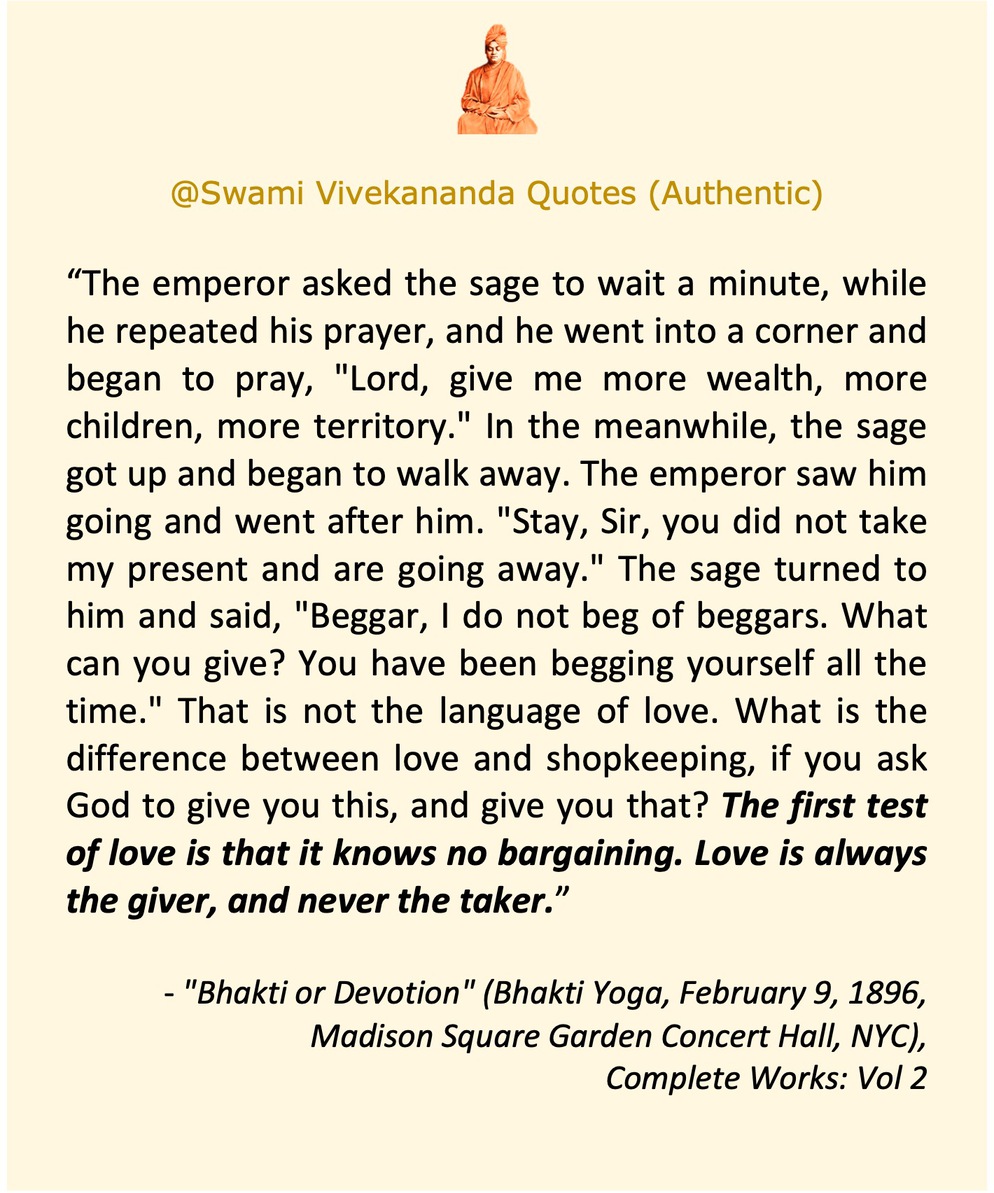 @Swami Vivekananda Quotes (Authentic)
“The emperor asked the sage to wait a minute, while
he repeated his prayer, and he went into a corner and
began to pray, "Lord, give me more wealth, more
children, more territory." In the meanwhile, the sage
got up and began to walk away. The emperor saw him
going and went after him. "Stay, Sir, you did not take
my present and are going away." The sage turned to
him and said, "Beggar, I do not beg of beggars. What
can you give? You have been begging yourself all the
time." That is not the language of love. What is the
difference between love and shopkeeping, if you ask
God to give you this, and give you that? The first test
of love is that it knows no bargaining. Love is always
the giver, and never the taker.”
- "Bhakti or Devotion" (Bhakti Yoga, February 9, 1896,
Madison Square Garden Concert Hall, NYC),
Complete Works: Vol 2